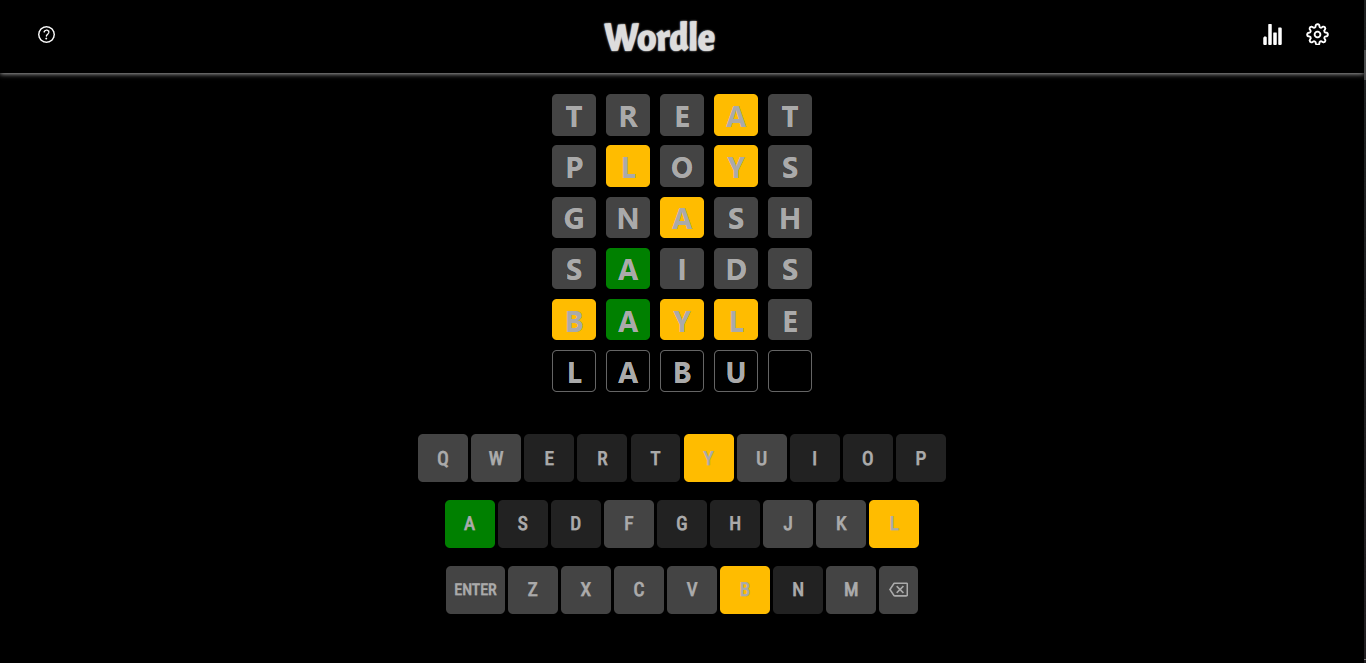 Wordle
T R E A T
P L O Y S
G N A S H
S A I D S
B A Y L E
L A B U
Q W E R T Y U I O P
A S D F G H J K L
ENTER Z X C V B N M